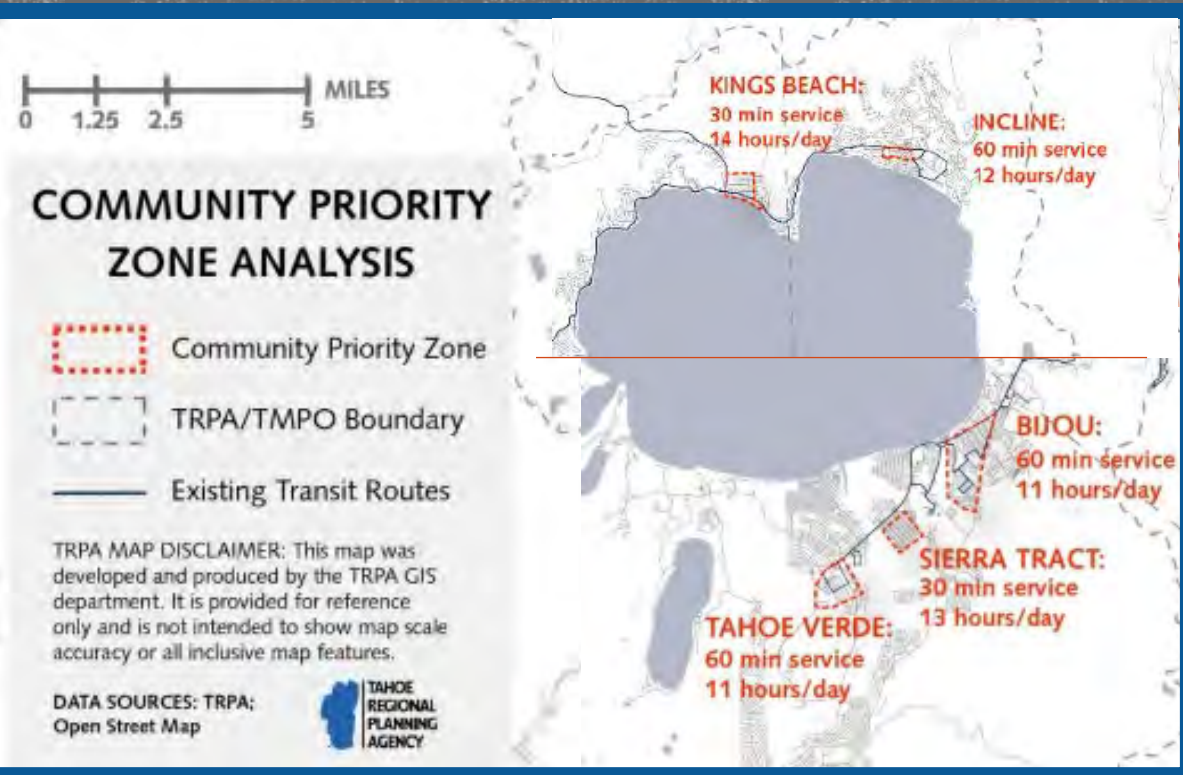 MILES
0 1.25 2.5 5
COMMUNITY PRIORITY
ZONE ANALYSIS
Community Priority Zone
TRPA/TMPO Boundary
Existing Transit Routes
TRPA MAP DISCLAIMER: This map was
developed and produced by the TRPA GIS
department. It is provided for reference
only and is not intended to show map scale
accuracy or all inclusive map features.
DATA SOURCES: TRPA;
Open Street Map
TAHOE
REGIONAL
PLANNING
AGENCY
KINGS BEACH:
30 min service
14 hours/day
INCLINE:
60 min service
12 hours/day
BIJOU:
60 min service
11 hours/day
SIERRA TRACT:
30 min service
13 hours/day
TAHOE VERDE:
60 min service
11 hours/day